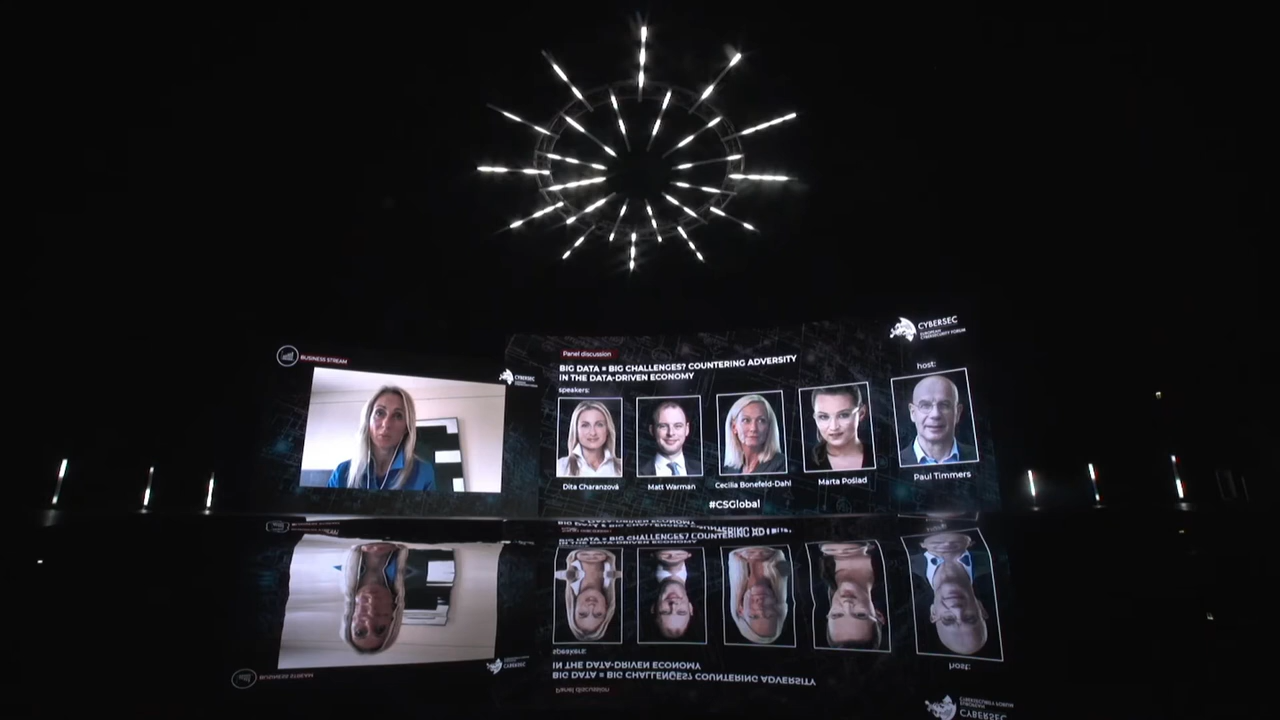 BUSINESS STREAM
CYBERSEC
Panel discussion
BIG DATA = BIG CHALLENGES? COUNTERING ADVERSITY
IN THE DATA-DRIVEN ECONOMY
speakers:
Dita Charanzová
Matt Warman
Cecilia Bonefeld-Dahl
Marta Poślad
host:
Paul Timmers
#CSGlobal
CYBERSEC
EUROPEAN
CYBERSECURITY FORUM